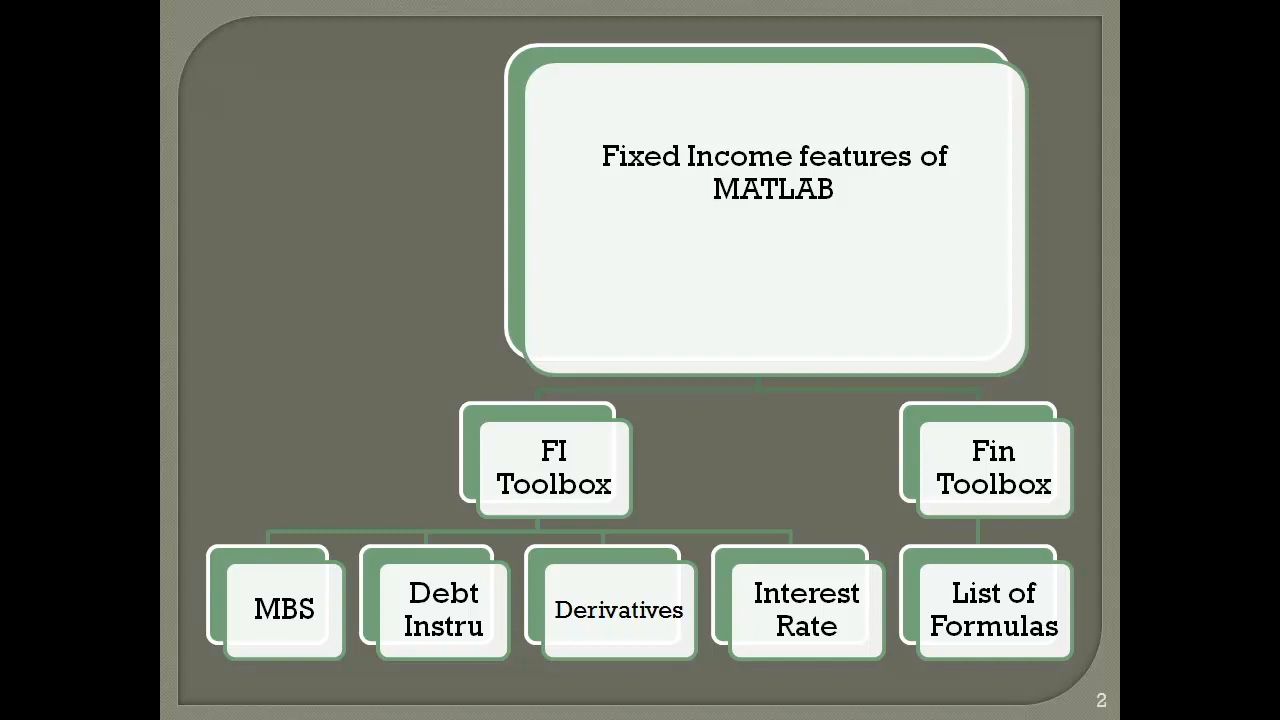 Fixed Income features of
MATLAB
FI
Toolbox
Fin
Toolbox
MBS
Debt
Instru
Derivatives
Interest
Rate
List of
Formulas
2